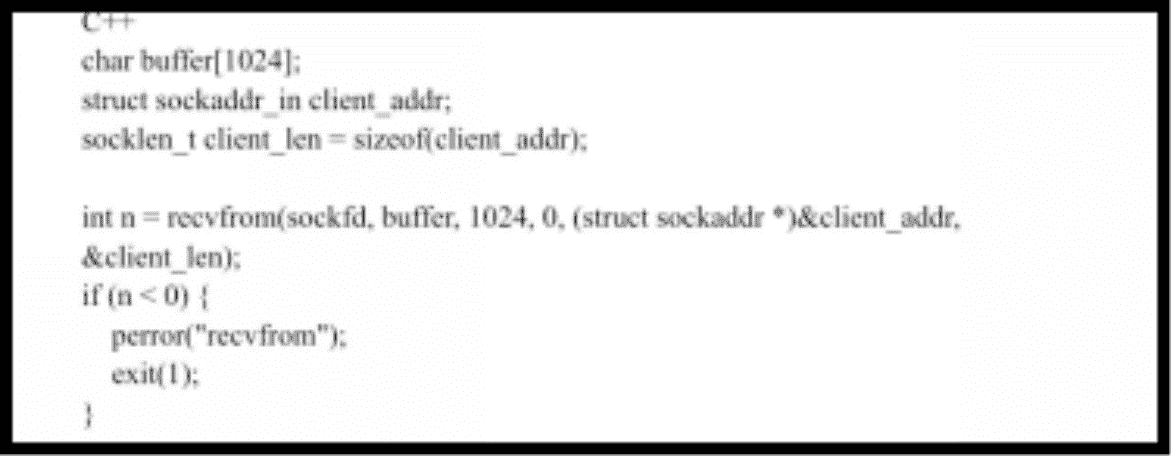 C++
char buffer[1024];
struct sockaddr_in client_addr;
socklen_t client_len = sizeof(client_addr);
int n = recvfrom(sockfd, buffer, 1024, 0, (struct sockaddr *)&client_addr,
&client_len);
if (n < 0) {
perror("recvfrom");
exit(1);
}